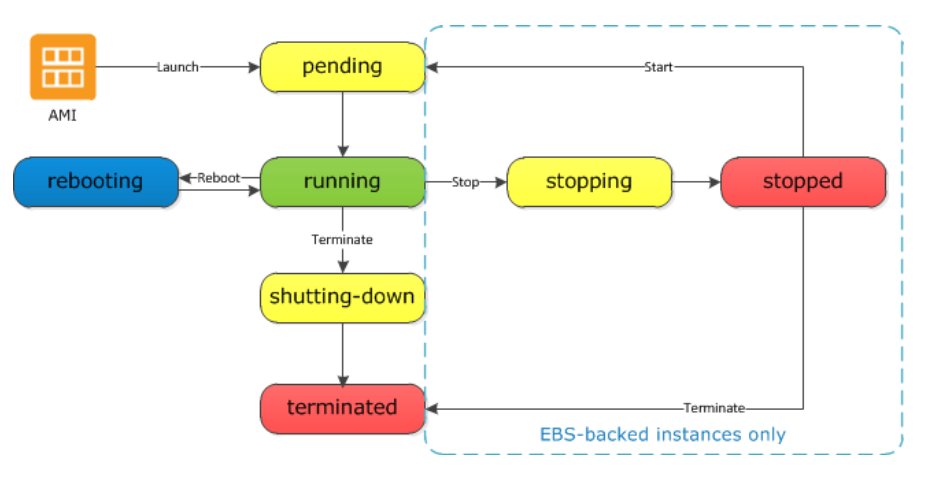 Launch
pending
Start
AMI
rebooting
Reboot
running
Stop
stopping
stopped
Terminate
shutting-down
terminated
Terminate
EBS-backed instances only